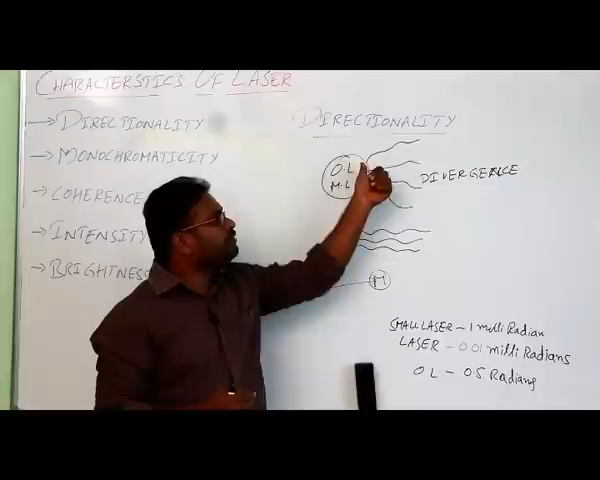 CHARACTERSTICS OF LASER
→ DIRECTIONALITY
→ MONOCHROMATICITY
→ COHERENCE
→ INTENSITY
→ BRIGHTNESS
DIRECTIONALITY
O.L
M.L
DIVERGENCE
M
SMALL LASER - 1 milli Radian
LASER - 0.01 milli Radians
OL - 0.5 Radians